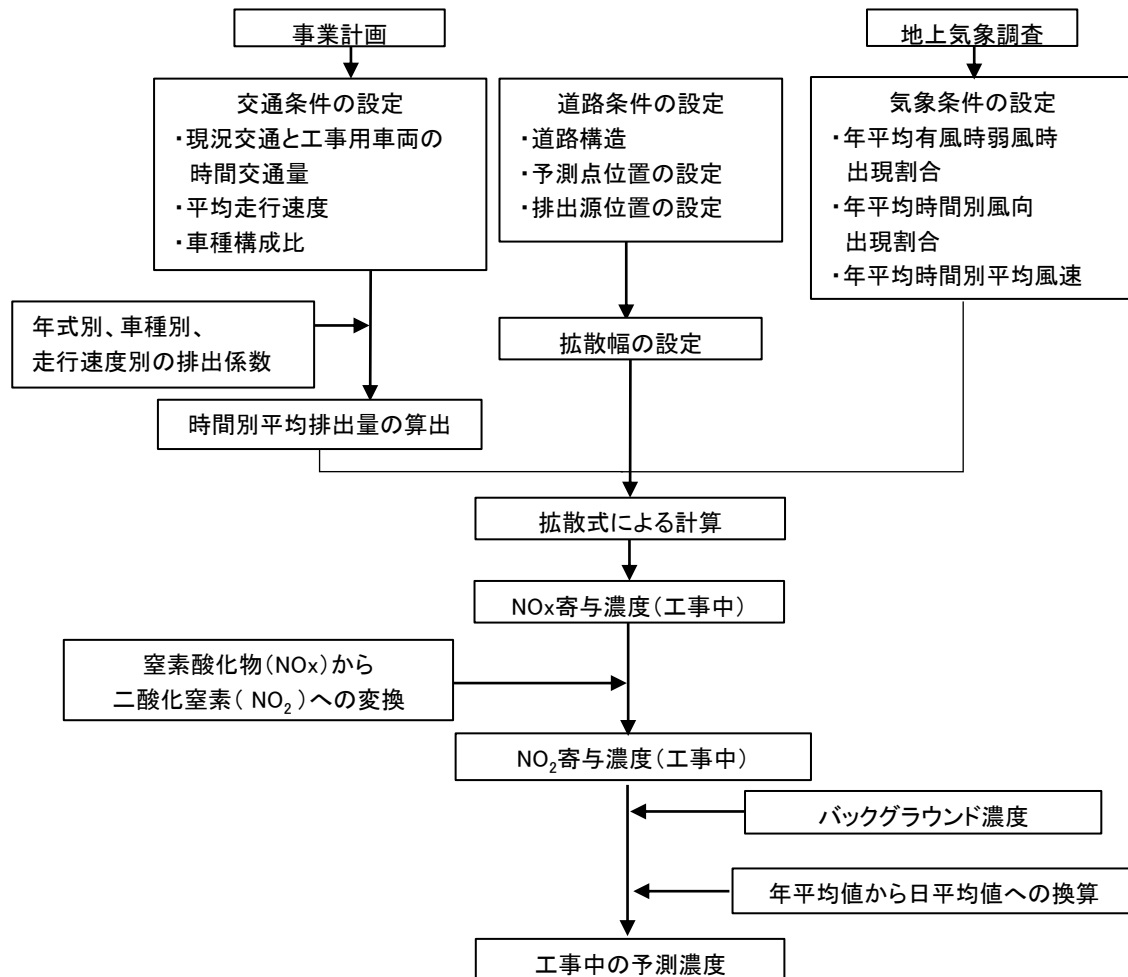 事業計画
地上気象調査
交通条件の設定
・現況交通と工事用車両の
時間交通量
・平均走行速度
・車種構成比
道路条件の設定
・道路構造
・予測点位置の設定
・排出源位置の設定
気象条件の設定
・年平均有風時弱風時
出現割合
・年平均時間別風向
出現割合
・年平均時間別平均風速
年式別、車種別、
走行速度別の排出係数
拡散幅の設定
時間別平均排出量の算出
拡散式による計算
NOx寄与濃度(工事中)
窒素酸化物(NOx)から
二酸化窒素( NO₂ )への変換
NO₂寄与濃度(工事中)
バックグラウンド濃度
年平均値から日平均値への換算
工事中の予測濃度